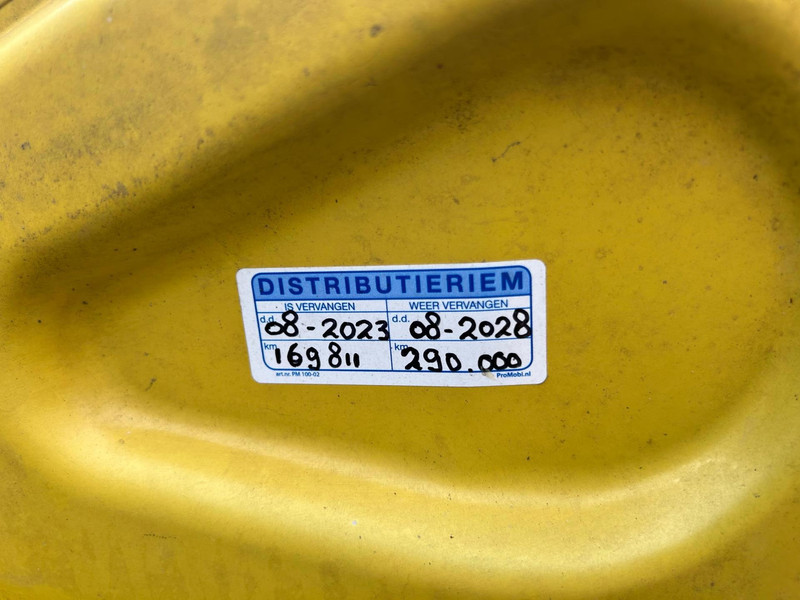 DISTRIBUTIERIEM
IS VERVANGEN WEER VERVANGEN
d.d. 08-2023 d.d. 08-2028
km 169811 km 290.000
art.nr. PM 100-02 ProMobi.nl